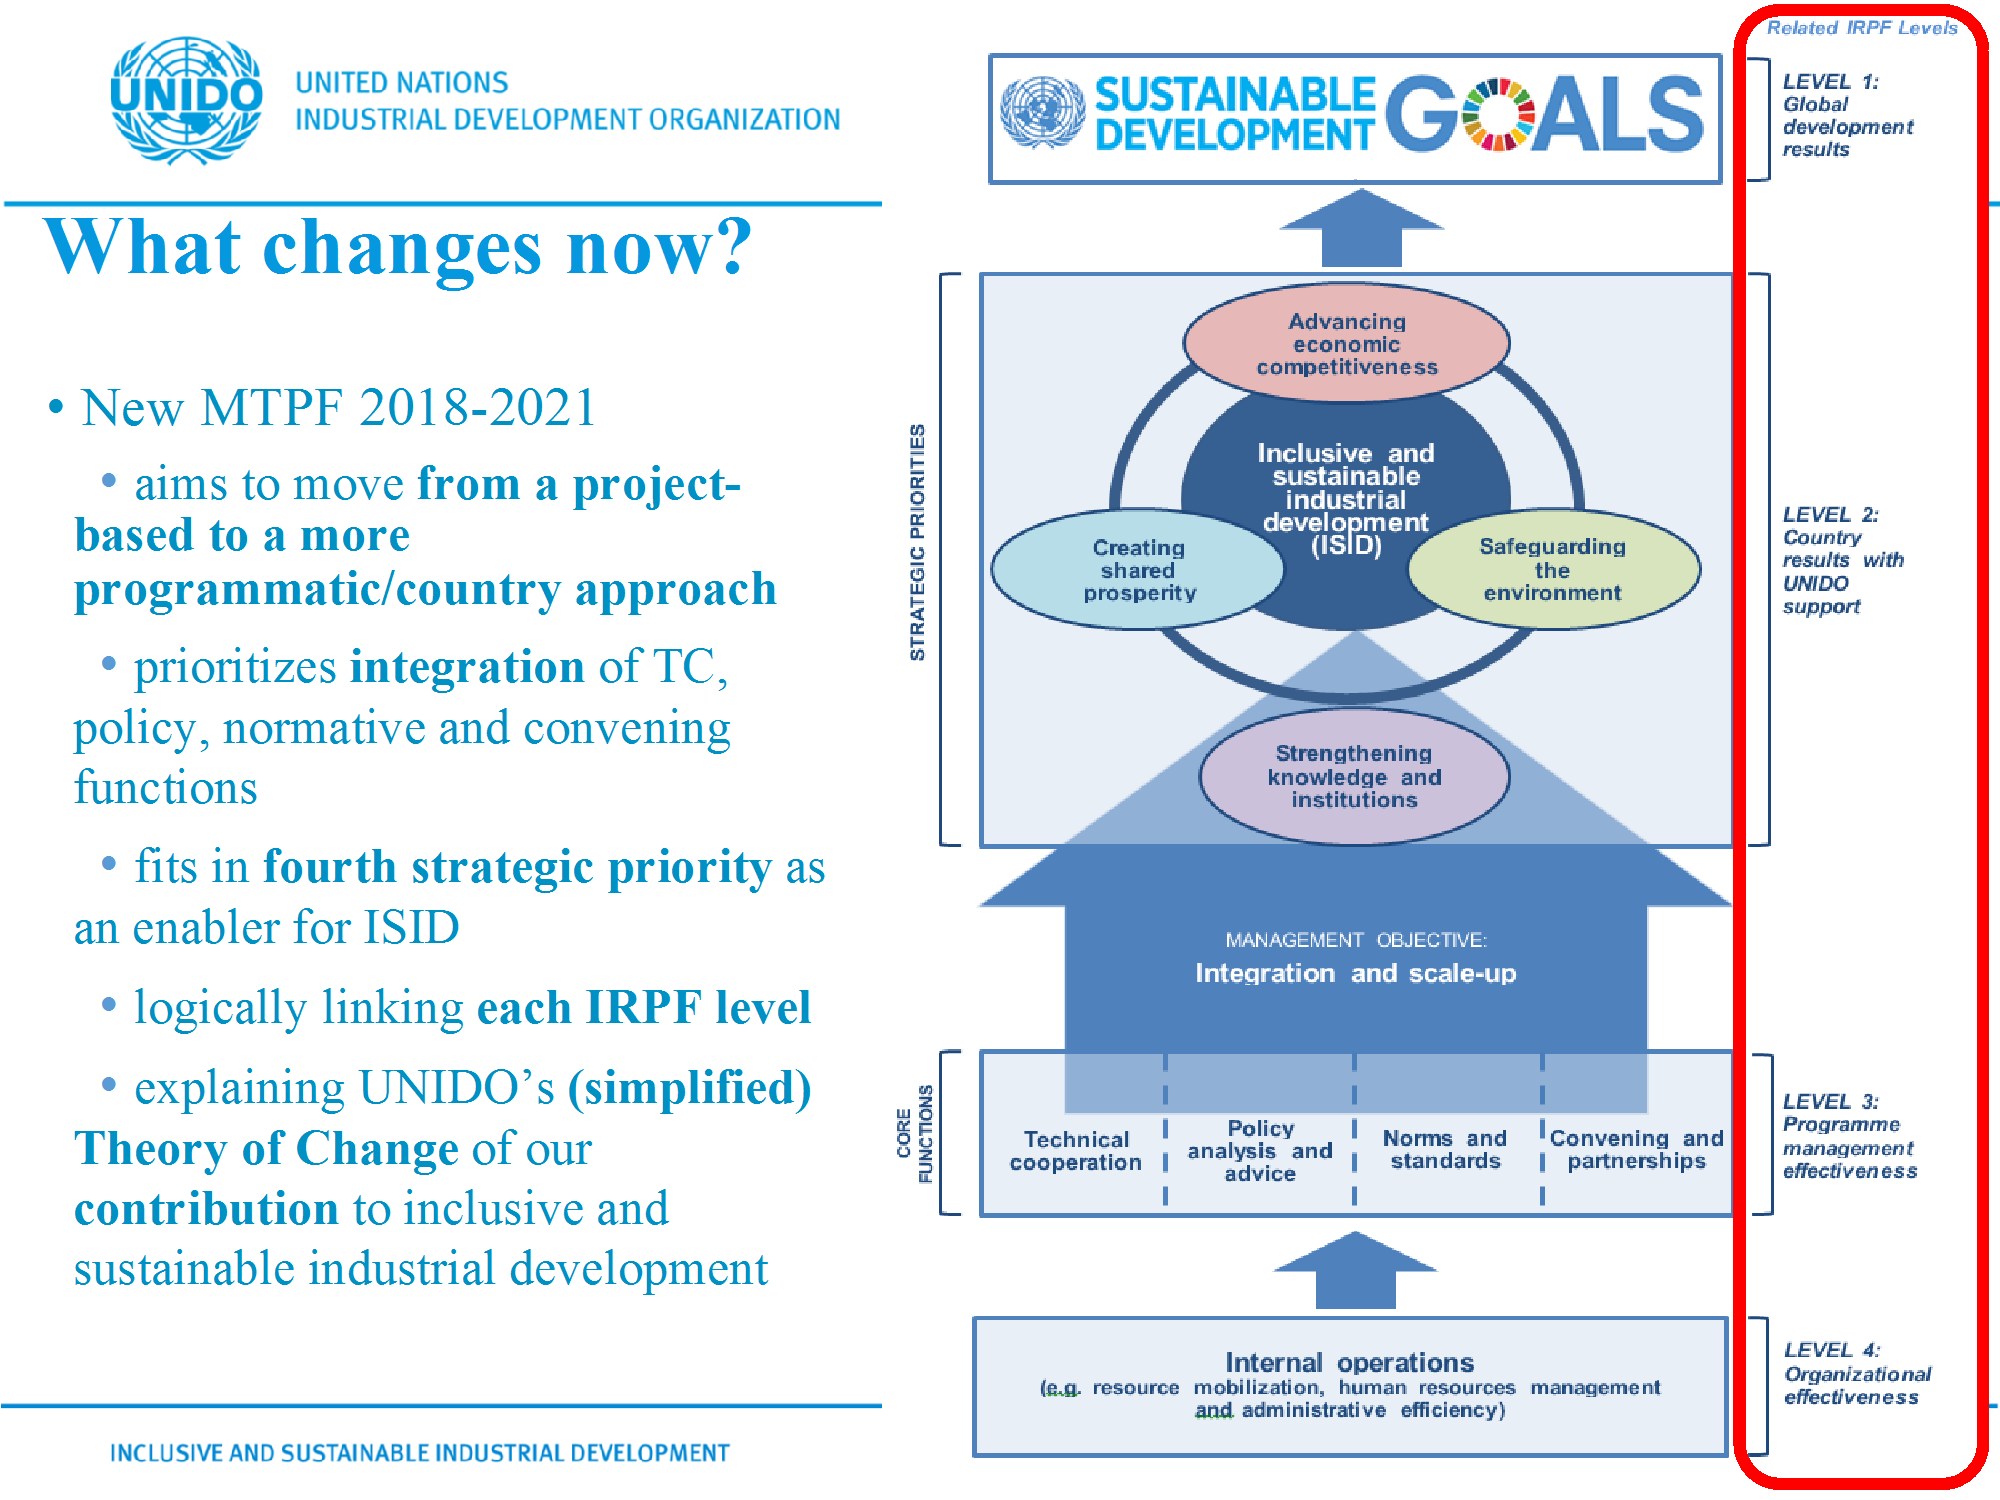 UNIDO
UNITED NATIONS
INDUSTRIAL DEVELOPMENT ORGANIZATION
What changes now?
• New MTPF 2018-2021
• aims to move from a project-
based to a more
programmatic/country approach
• prioritizes integration of TC,
policy, normative and convening
functions
• fits in fourth strategic priority as
an enabler for ISID
• logically linking each IRPF level
• explaining UNIDO’s (simplified)
Theory of Change of our
contribution to inclusive and
sustainable industrial development
INCLUSIVE AND SUSTAINABLE INDUSTRIAL DEVELOPMENT
SUSTAINABLE
DEVELOPMENT
GOALS
STRATEGIC PRIORITIES
Advancing
economic
competitiveness
Inclusive and
sustainable
industrial
development
(ISID)
Creating
shared
prosperity
Safeguarding
the
environment
Strengthening
knowledge and
institutions
MANAGEMENT OBJECTIVE:
Integration and scale-up
CORE
FUNCTIONS
Technical
cooperation
Policy
analysis and
advice
Norms and
standards
Convening and
partnerships
Internal operations
(e.g. resource mobilization, human resources management
and administrative efficiency)
Related IRPF Levels
LEVEL 1:
Global
development
results
LEVEL 2:
Country
results with
UNIDO
support
LEVEL 3:
Programme
management
effectiveness
LEVEL 4:
Organizational
effectiveness